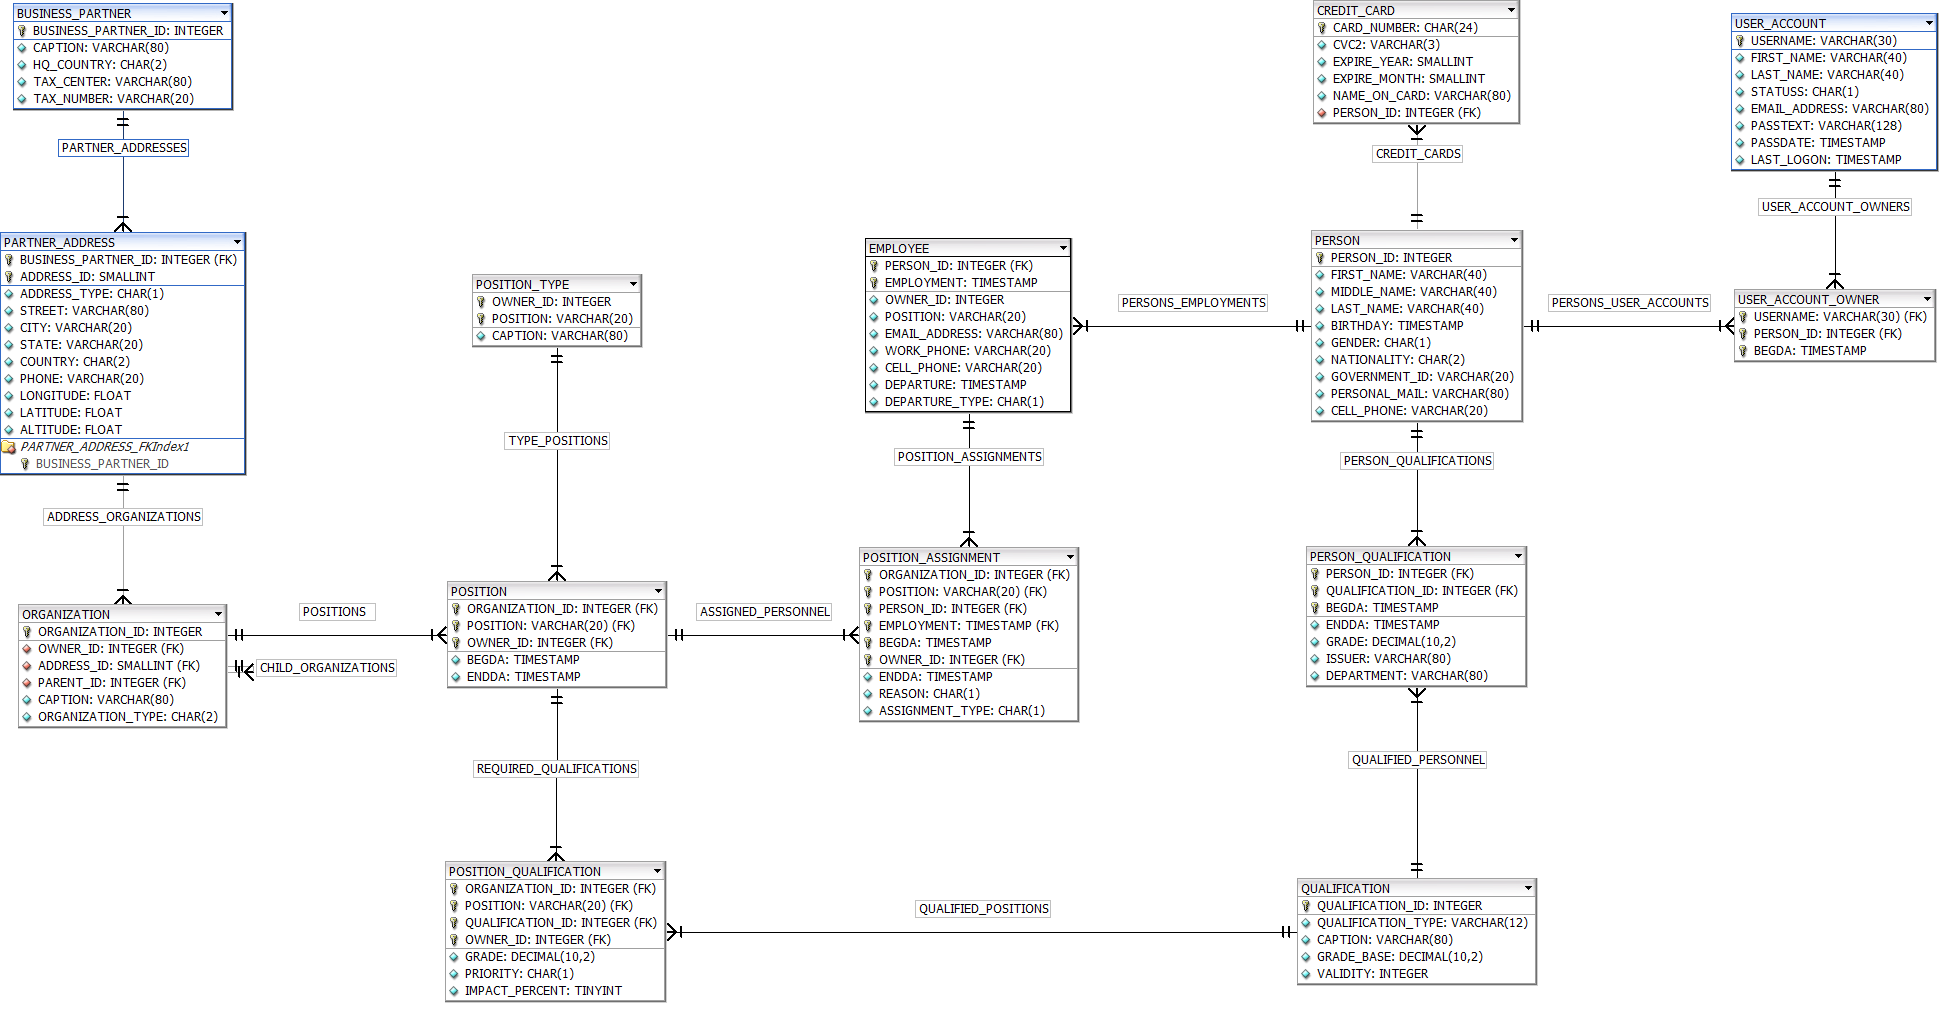 BUSINESS_PARTNER
BUSINESS_PARTNER_ID: INTEGER
CAPTION: VARCHAR(80)
HQ_COUNTRY: CHAR(2)
TAX_CENTER: VARCHAR(80)
TAX_NUMBER: VARCHAR(20)
PARTNER_ADDRESSES
PARTNER_ADDRESS
BUSINESS_PARTNER_ID: INTEGER (FK)
ADDRESS_ID: SMALLINT
ADDRESS_TYPE: CHAR(1)
STREET: VARCHAR(80)
CITY: VARCHAR(20)
STATE: VARCHAR(20)
COUNTRY: CHAR(2)
PHONE: VARCHAR(20)
LONGITUDE: FLOAT
LATITUDE: FLOAT
ALTITUDE: FLOAT
PARTNER_ADDRESS_FKIndex1
BUSINESS_PARTNER_ID
ADDRESS_ORGANIZATIONS
ORGANIZATION
ORGANIZATION_ID: INTEGER
OWNER_ID: INTEGER (FK)
ADDRESS_ID: SMALLINT (FK)
PARENT_ID: INTEGER (FK)
CAPTION: VARCHAR(80)
ORGANIZATION_TYPE: CHAR(2)
POSITIONS
CHILD_ORGANIZATIONS
POSITION_TYPE
OWNER_ID: INTEGER
POSITION: VARCHAR(20)
CAPTION: VARCHAR(80)
TYPE_POSITIONS
POSITION
ORGANIZATION_ID: INTEGER (FK)
POSITION: VARCHAR(20) (FK)
OWNER_ID: INTEGER (FK)
BEGDA: TIMESTAMP
ENDDA: TIMESTAMP
REQUIRED_QUALIFICATIONS
POSITION_QUALIFICATION
ORGANIZATION_ID: INTEGER (FK)
POSITION: VARCHAR(20) (FK)
QUALIFICATION_ID: INTEGER (FK)
OWNER_ID: INTEGER (FK)
GRADE: DECIMAL(10,2)
PRIORITY: CHAR(1)
IMPACT_PERCENT: TINYINT
ASSIGNED_PERSONNEL
EMPLOYEE
PERSON_ID: INTEGER (FK)
EMPLOYMENT: TIMESTAMP
OWNER_ID: INTEGER
POSITION: VARCHAR(20)
EMAIL_ADDRESS: VARCHAR(80)
WORK_PHONE: VARCHAR(20)
CELL_PHONE: VARCHAR(20)
DEPARTURE: TIMESTAMP
DEPARTURE_TYPE: CHAR(1)
POSITION_ASSIGNMENTS
POSITION_ASSIGNMENT
ORGANIZATION_ID: INTEGER (FK)
POSITION: VARCHAR(20) (FK)
PERSON_ID: INTEGER (FK)
EMPLOYMENT: TIMESTAMP (FK)
BEGDA: TIMESTAMP
OWNER_ID: INTEGER (FK)
ENDDA: TIMESTAMP
REASON: CHAR(1)
ASSIGNMENT_TYPE: CHAR(1)
QUALIFIED_POSITIONS
PERSONS_EMPLOYMENTS
CREDIT_CARD
CARD_NUMBER: CHAR(24)
CVC2: VARCHAR(3)
EXPIRE_YEAR: SMALLINT
EXPIRE_MONTH: SMALLINT
NAME_ON_CARD: VARCHAR(80)
PERSON_ID: INTEGER (FK)
CREDIT_CARDS
PERSON
PERSON_ID: INTEGER
FIRST_NAME: VARCHAR(40)
MIDDLE_NAME: VARCHAR(40)
LAST_NAME: VARCHAR(40)
BIRTHDAY: TIMESTAMP
GENDER: CHAR(1)
NATIONALITY: CHAR(2)
GOVERNMENT_ID: VARCHAR(20)
PERSONAL_MAIL: VARCHAR(80)
CELL_PHONE: VARCHAR(20)
PERSON_QUALIFICATIONS
PERSON_QUALIFICATION
PERSON_ID: INTEGER (FK)
QUALIFICATION_ID: INTEGER (FK)
BEGDA: TIMESTAMP
ENDDA: TIMESTAMP
GRADE: DECIMAL(10,2)
ISSUER: VARCHAR(80)
DEPARTMENT: VARCHAR(80)
QUALIFIED_PERSONNEL
QUALIFICATION
QUALIFICATION_ID: INTEGER
QUALIFICATION_TYPE: VARCHAR(12)
CAPTION: VARCHAR(80)
GRADE_BASE: DECIMAL(10,2)
VALIDITY: INTEGER
PERSONS_USER_ACCOUNTS
USER_ACCOUNT
USERNAME: VARCHAR(30)
FIRST_NAME: VARCHAR(40)
LAST_NAME: VARCHAR(40)
STATUSS: CHAR(1)
EMAIL_ADDRESS: VARCHAR(80)
PASSTEXT: VARCHAR(128)
PASSDATE: TIMESTAMP
LAST_LOGON: TIMESTAMP
USER_ACCOUNT_OWNERS
USER_ACCOUNT_OWNER
USERNAME: VARCHAR(30) (FK)
PERSON_ID: INTEGER (FK)
BEGDA: TIMESTAMP